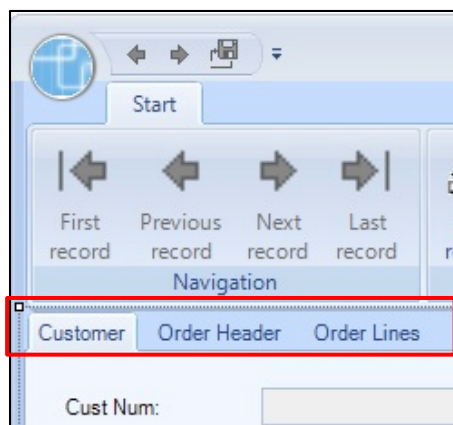 Start
First record
Previous record
Next record
Last record
Navigation
Customer Order Header Order Lines
Cust Num: